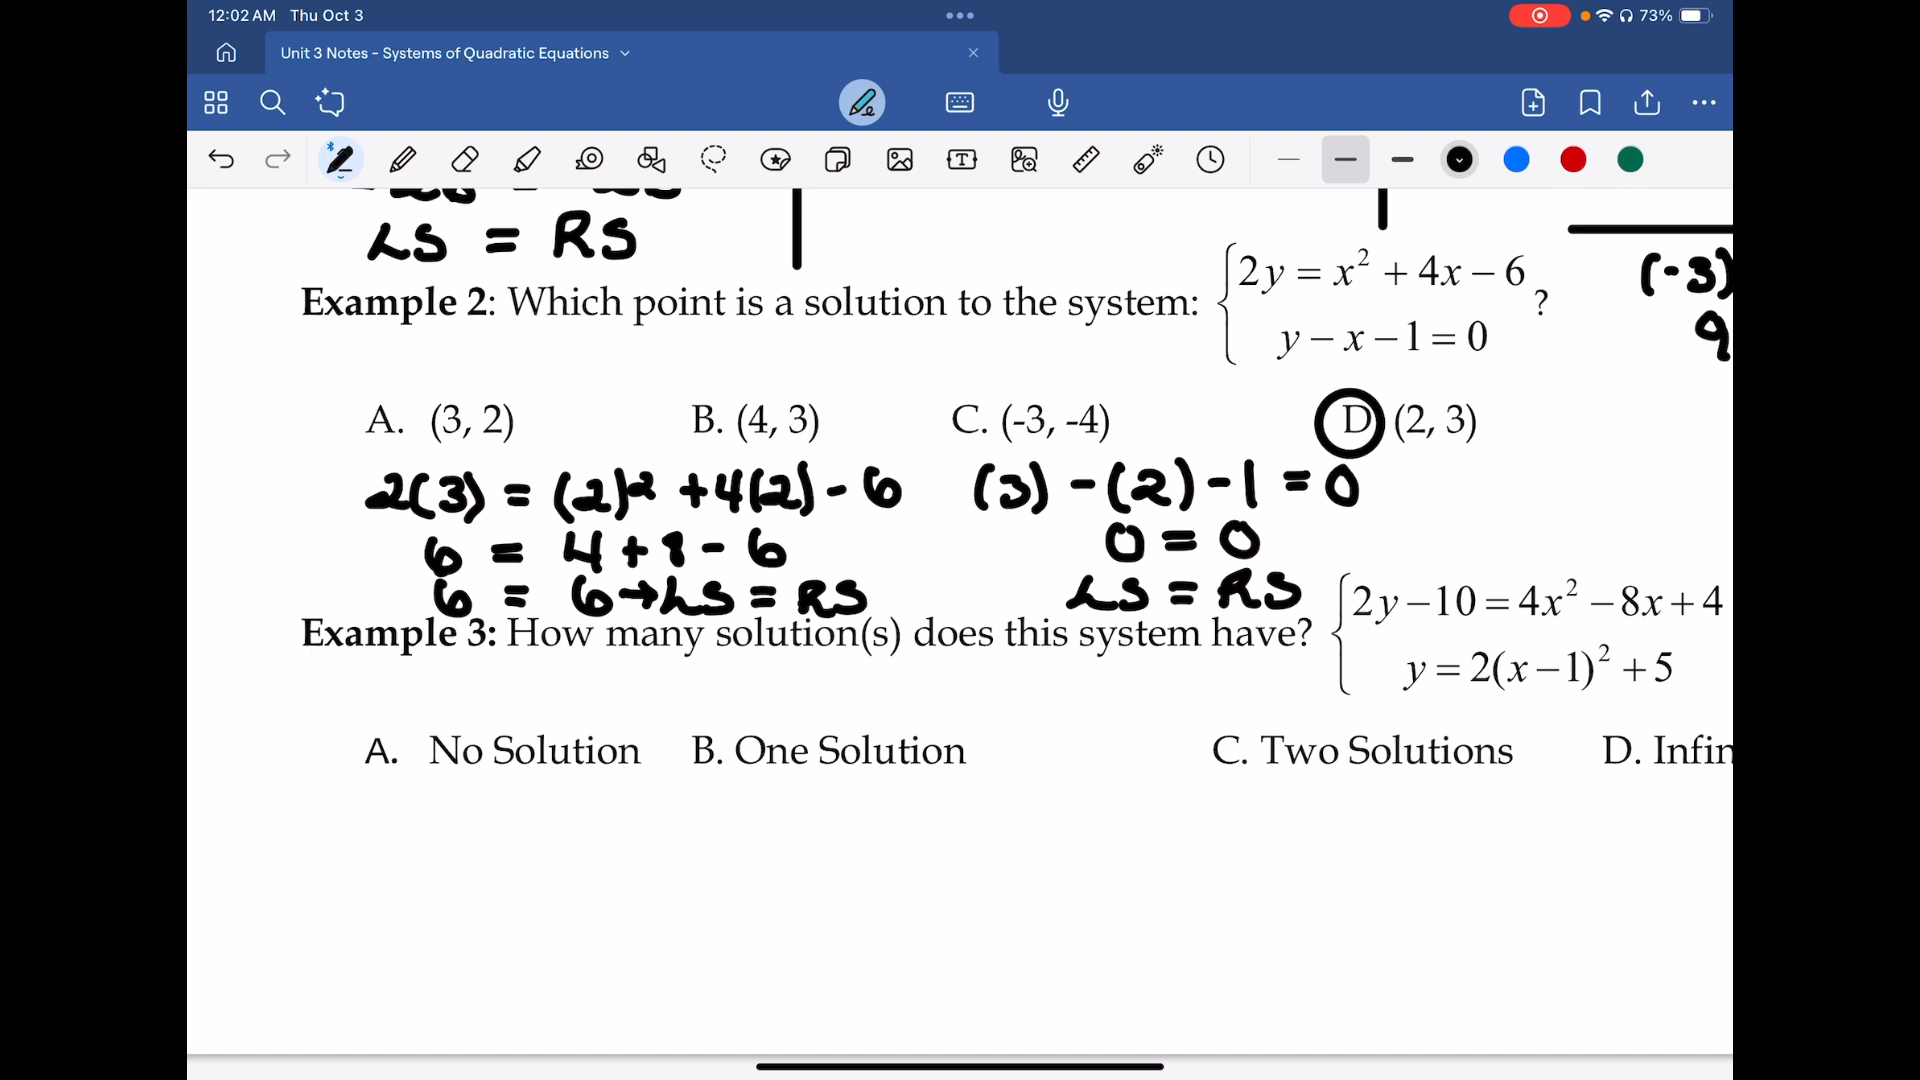 12:02 AM Thu Oct 3
73%
Unit 3 Notes - Systems of Quadratic Equations
LS = RS
Example 2: Which point is a solution to the system: { 2y = x² + 4x − 6
y − x − 1 = 0 ?
(-3)
9
A. (3, 2) B. (4, 3) C. (-3, -4) D (2, 3)
2(3) = (2)² + 4(2) - 6 (3) - (2) - 1 = 0
6 = 4 + 8 - 6 0 = 0
6 = 6 → LS = RS LS = RS
Example 3: How many solution(s) does this system have? { 2y − 10 = 4x² − 8x + 4
y = 2(x − 1)² + 5
A. No Solution B. One Solution C. Two Solutions D. Infin